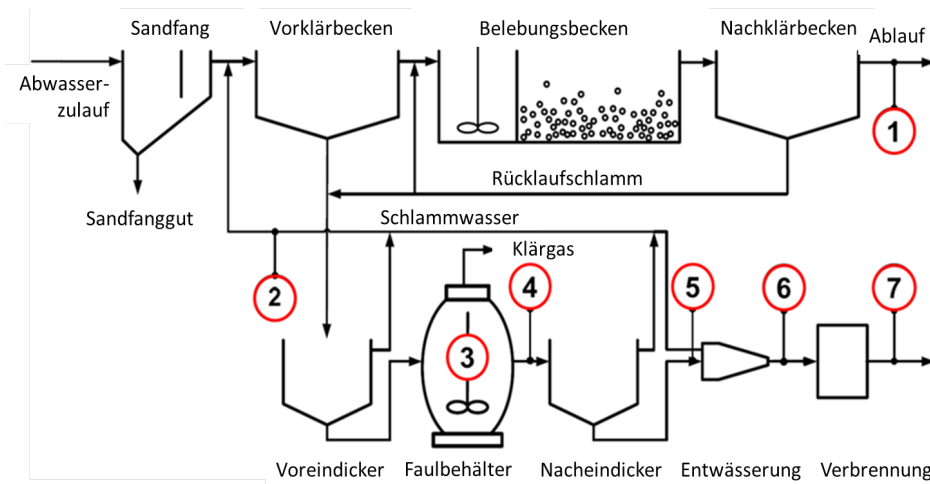 Sandfang
Vorklärbecken
Belebungsbecken
Nachklärbecken
Ablauf
Abwasser-
zulauf
1
Rücklaufschlamm
Sandfanggut
Schlammwasser
Klärgas
2
3
4
5
6
7
Voreindicker
Faulbehälter
Nacheindicker
Entwässerung
Verbrennung